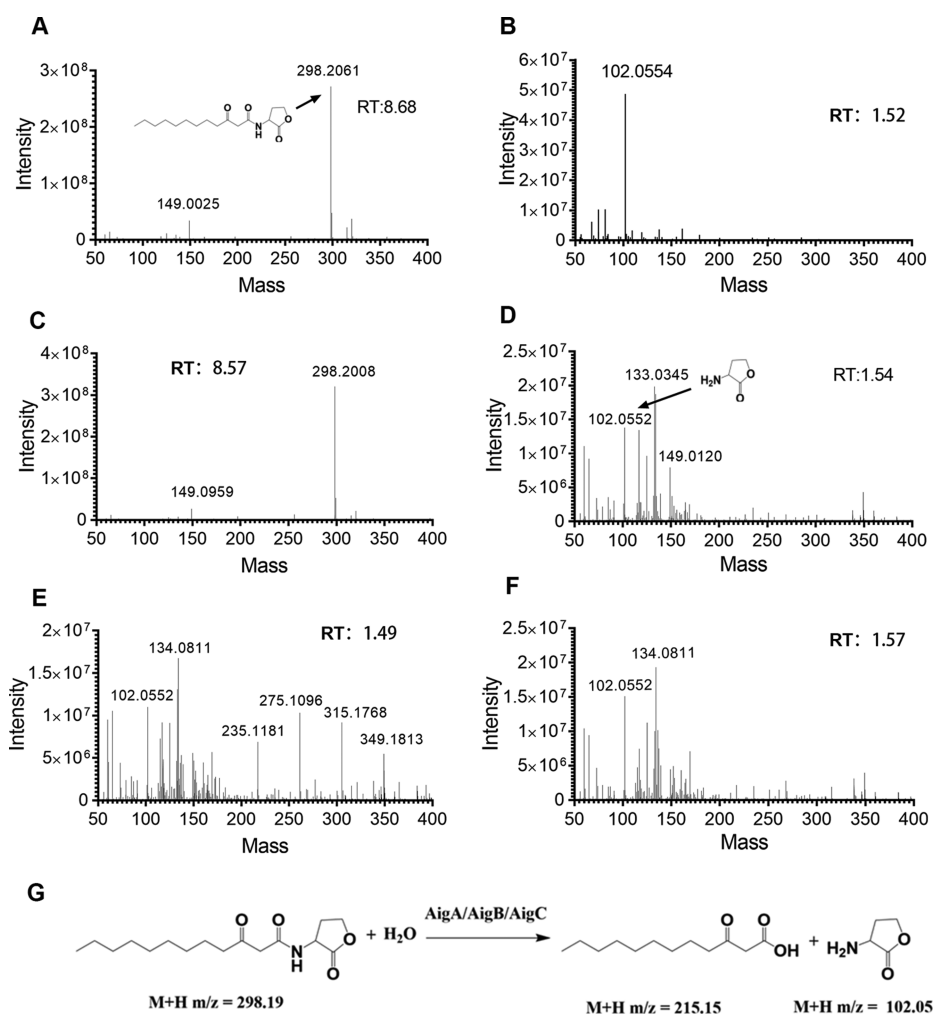 A
3×10⁸
2×10⁸
1×10⁸
0
Intensity
50 100 150 200 250 300 350 400
Mass
298.2061
RT:8.68
149.0025
O O
N
H
O
O
B
6×10⁷
5×10⁷
4×10⁷
3×10⁷
2×10⁷
1×10⁷
0
Intensity
50 100 150 200 250 300 350 400
Mass
102.0554
RT: 1.52
C
4×10⁸
3×10⁸
2×10⁸
1×10⁸
0
Intensity
50 100 150 200 250 300 350 400
Mass
RT: 8.57
298.2008
149.0959
D
2.5×10⁷
2×10⁷
1.5×10⁷
1×10⁷
5×10⁶
0
Intensity
50 100 150 200 250 300 350 400
Mass
133.0345
H₂N
O
O
RT:1.54
102.0552
149.0120
E
2×10⁷
1.5×10⁷
1×10⁷
5×10⁶
0
Intensity
50 100 150 200 250 300 350 400
Mass
RT: 1.49
134.0811
102.0552
275.1096
235.1181
315.1768
349.1813
F
2.5×10⁷
2×10⁷
1.5×10⁷
1×10⁷
5×10⁶
0
Intensity
50 100 150 200 250 300 350 400
Mass
RT: 1.57
134.0811
102.0552
G
O O
N
H
O
O
+ H₂O
AigA/AigB/AigC
O O
OH
+
H₂N
O
O
M+H m/z = 298.19
M+H m/z = 215.15
M+H m/z = 102.05